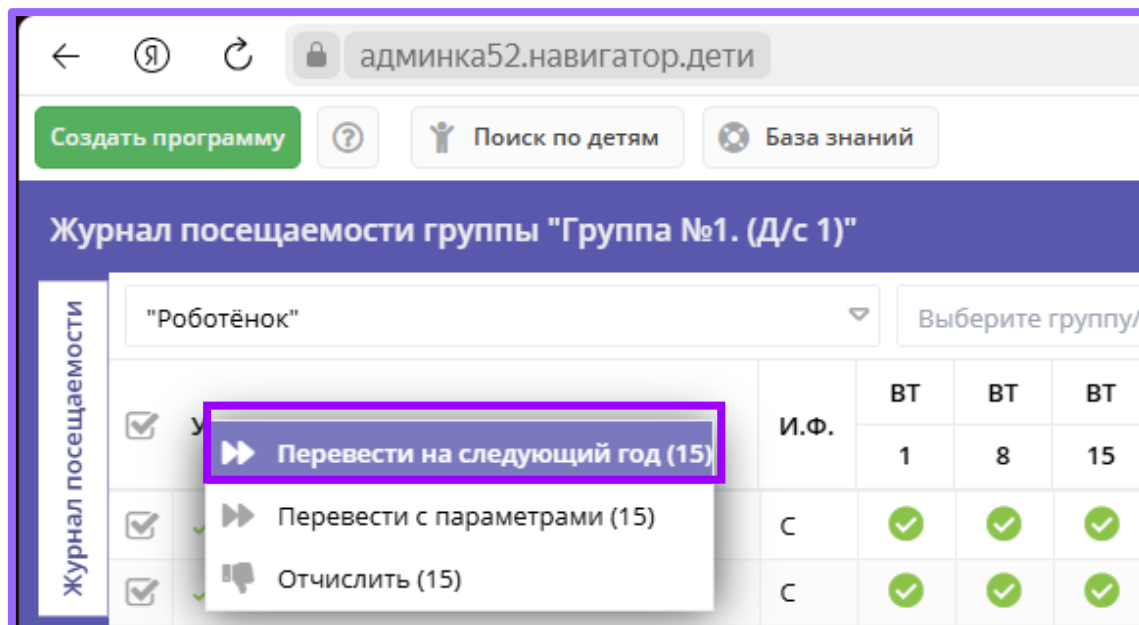 Я админка52.навигатор.дети
Создать программу ? Поиск по детям База знаний
Журнал посещаемости группы "Группа №1. (Д/с 1)"
Журнал посещаемости
"Роботёнок" Выберите группу/
У И.Ф. ВТ ВТ ВТ
1 8 15
Перевести на следующий год (15)
Перевести с параметрами (15) С
Отчислить (15) С